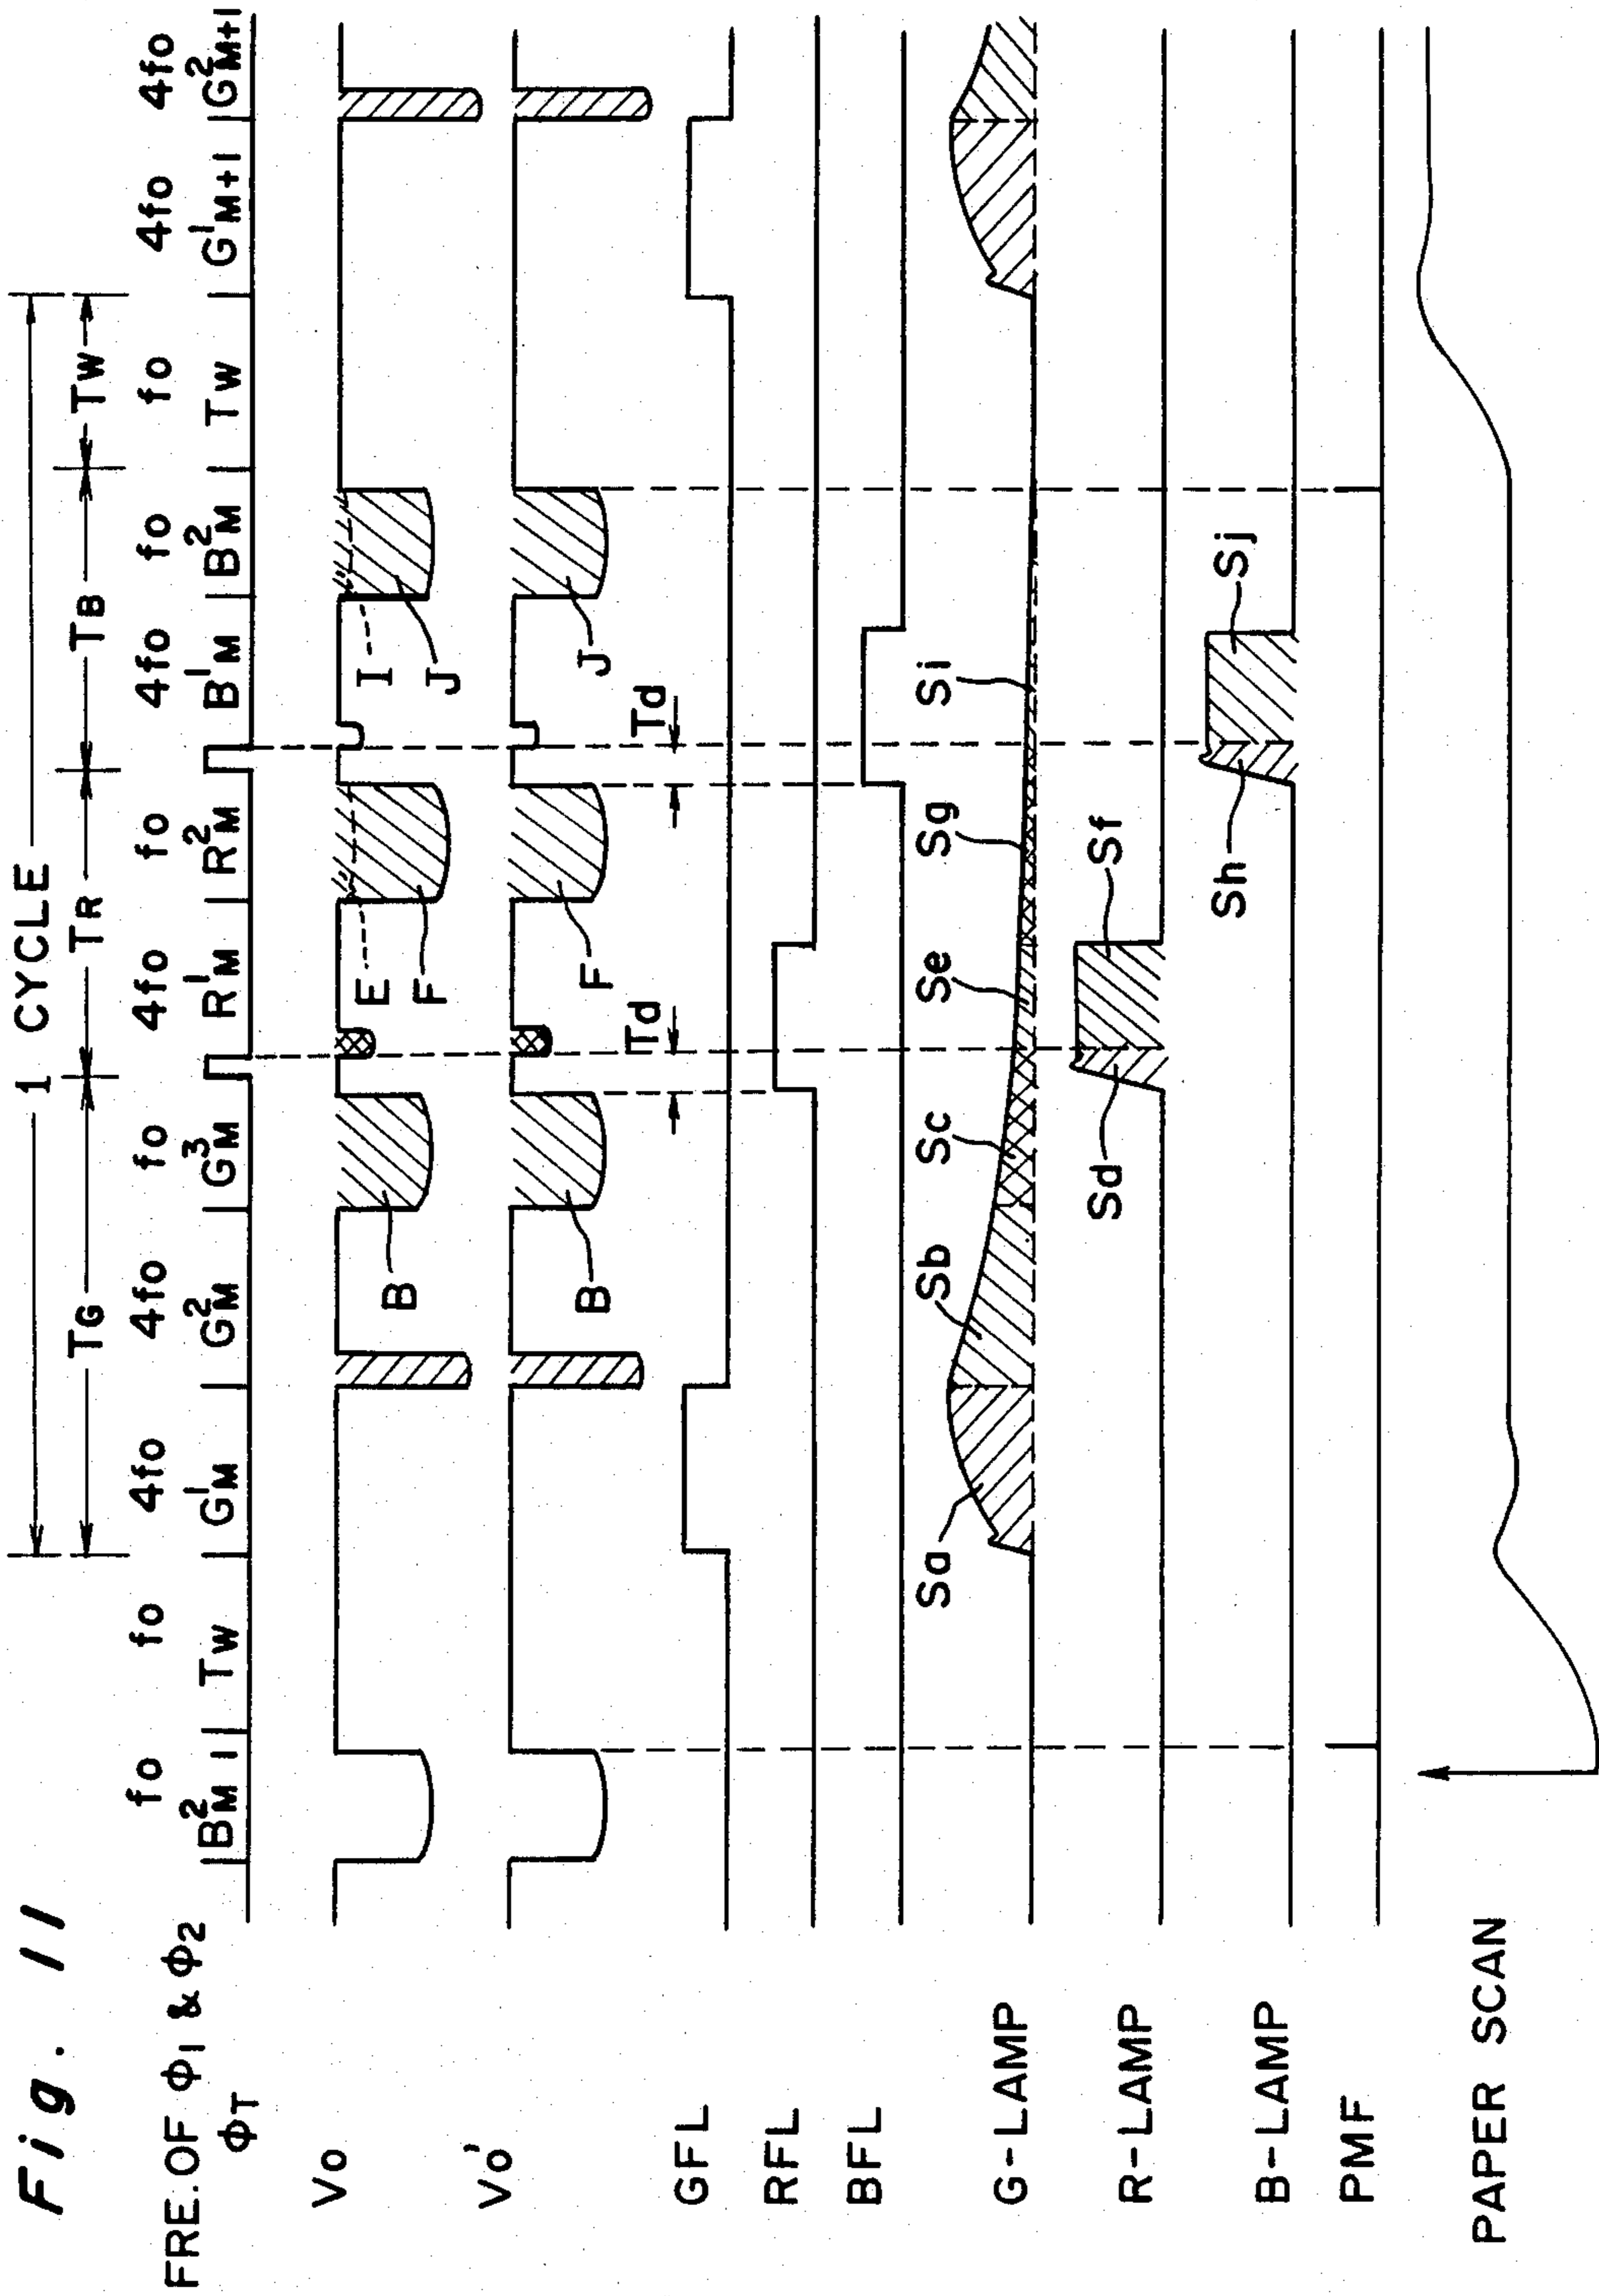 Fig. 11
1 CYCLE
TG TR TB TW
FRE. OF Φ1 & Φ2 fo fo 4fo 4fo fo 4fo fo 4fo fo fo 4fo 4fo
ΦT B²M | TW G¹M G²M G³M R¹M R²M B¹M B²M TW G¹M+1 G²M+1
Vo B E F I J
Vo' B F J
Td Td
GFL
RFL
BFL
Sa Sb Sc Se Sg Si
G-LAMP
Sd Sf
R-LAMP
Sh Sj
B-LAMP
PMF
PAPER SCAN